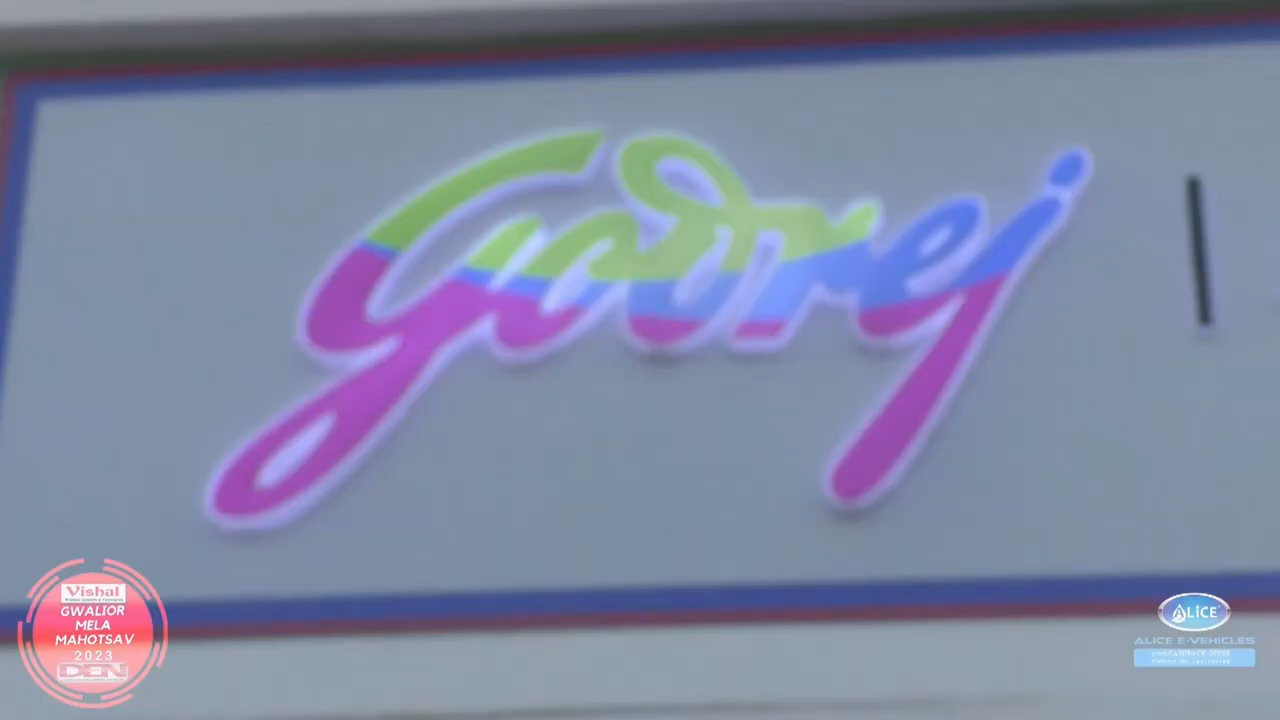 Godrej
Vishal
GWALIOR
MELA
MAHOTSAV
2023
DEN
ALICE
ALICE E-VEHICLES